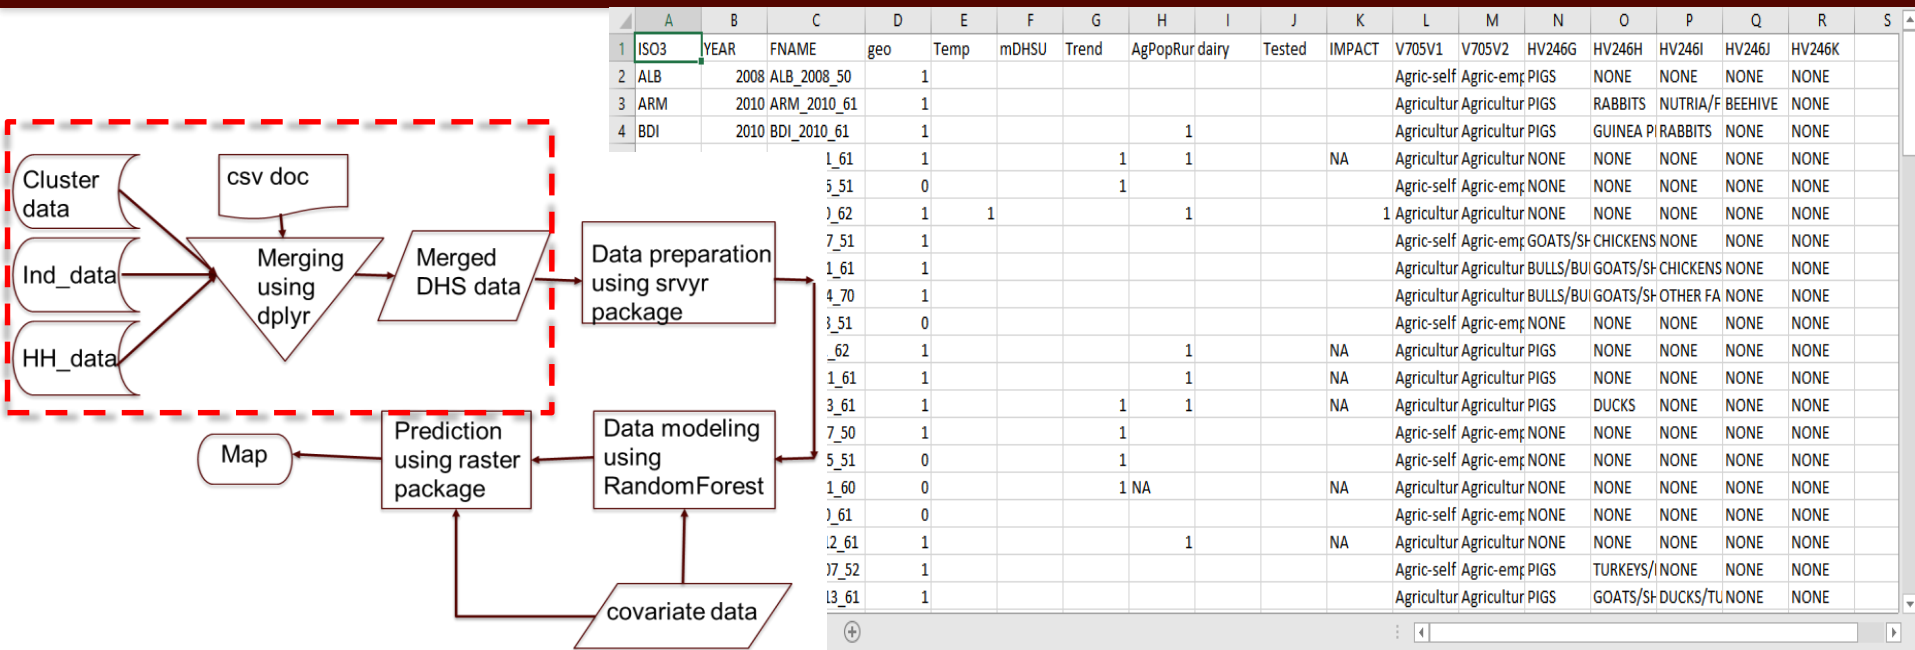 Cluster
data
Ind_data
HH_data
csv doc
Merging
using
dplyr
Merged
DHS data
Data preparation
using srvyr
package
Data modeling
using
RandomForest
Prediction
using raster
package
Map
covariate data
A B C D E F G H I J K L M N O P Q R S
1 ISO3 YEAR FNAME geo Temp mDHSU Trend AgPopRur dairy Tested IMPACT V705V1 V705V2 HV246G HV246H HV246I HV246J HV246K
2 ALB 2008 ALB_2008_50 1 Agric-self Agric-emp PIGS NONE NONE NONE NONE
3 ARM 2010 ARM_2010_61 1 Agricultur Agricultur PIGS RABBITS NUTRIA/F BEEHIVE NONE
4 BDI 2010 BDI_2010_61 1 1 Agricultur Agricultur PIGS GUINEA PI RABBITS NONE NONE
1_61 1 1 1 NA Agricultur Agricultur NONE NONE NONE NONE NONE
5_51 0 1 Agric-self Agric-emp NONE NONE NONE NONE NONE
0_62 1 1 1 1 Agricultur Agricultur NONE NONE NONE NONE NONE
7_51 1 Agric-self Agric-emp GOATS/SH CHICKENS NONE NONE NONE
1_61 1 Agricultur Agricultur BULLS/BUI GOATS/SH CHICKENS NONE NONE
4_70 1 Agricultur Agricultur BULLS/BUI GOATS/SH OTHER FA NONE NONE
3_51 0 Agric-self Agric-emp NONE NONE NONE NONE NONE
_62 1 1 NA Agricultur Agricultur PIGS NONE NONE NONE NONE
1_61 1 1 NA Agricultur Agricultur PIGS NONE NONE NONE NONE
3_61 1 1 1 NA Agricultur Agricultur PIGS DUCKS NONE NONE NONE
7_50 1 1 Agric-self Agric-emp NONE NONE NONE NONE NONE
5_51 0 1 Agric-self Agric-emp NONE NONE NONE NONE NONE
1_60 0 1 NA NA Agricultur Agricultur NONE NONE NONE NONE NONE
0_61 0 Agric-self Agric-emp NONE NONE NONE NONE NONE
12_61 1 1 NA Agricultur Agricultur NONE NONE NONE NONE NONE
07_52 1 Agric-self Agric-emp PIGS TURKEYS/ NONE NONE NONE
13_61 1 Agricultur Agricultur PIGS GOATS/SH DUCKS/TU NONE NONE